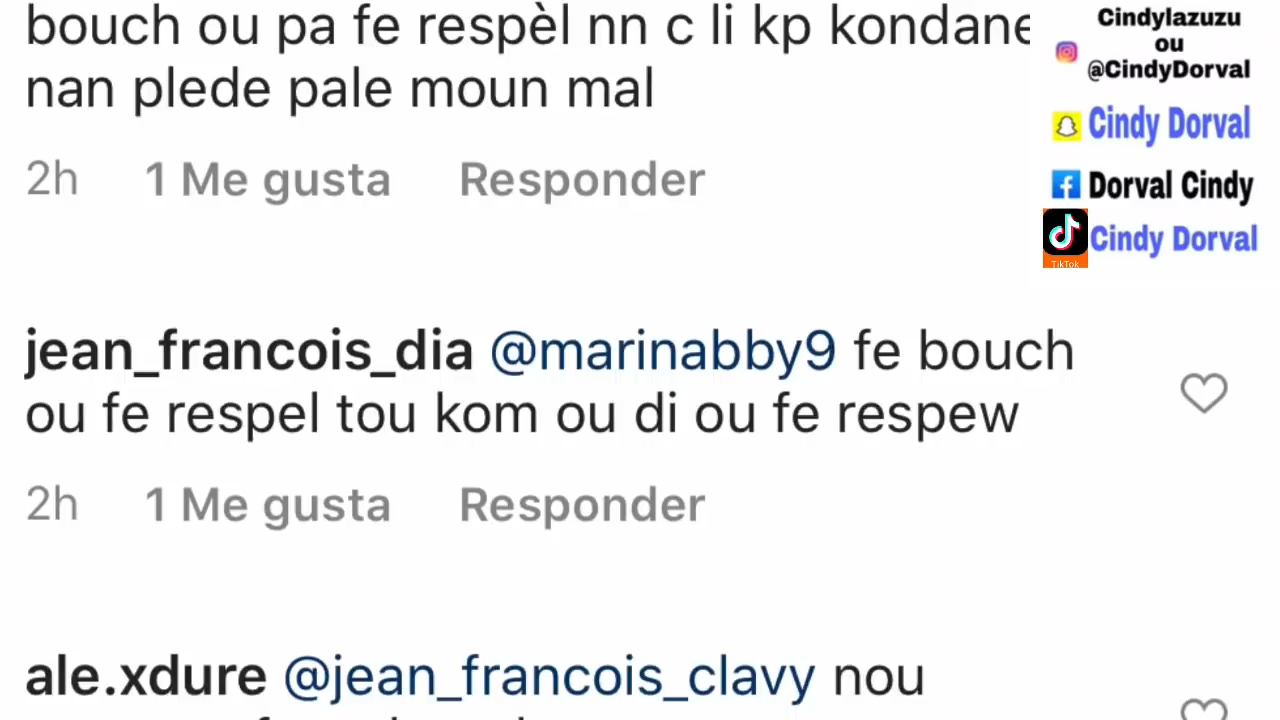 bouch ou pa fe respèl nn c li kp kondane
nan plede pale moun mal
2h 1 Me gusta Responder
jean_francois_dia @marinabby9 fe bouch
ou fe respel tou kom ou di ou fe respew
2h 1 Me gusta Responder
ale.xdure @jean_francois_clavy nou
Cindylazuzu
ou
@CindyDorval
Cindy Dorval
Dorval Cindy
Cindy Dorval
TikTok